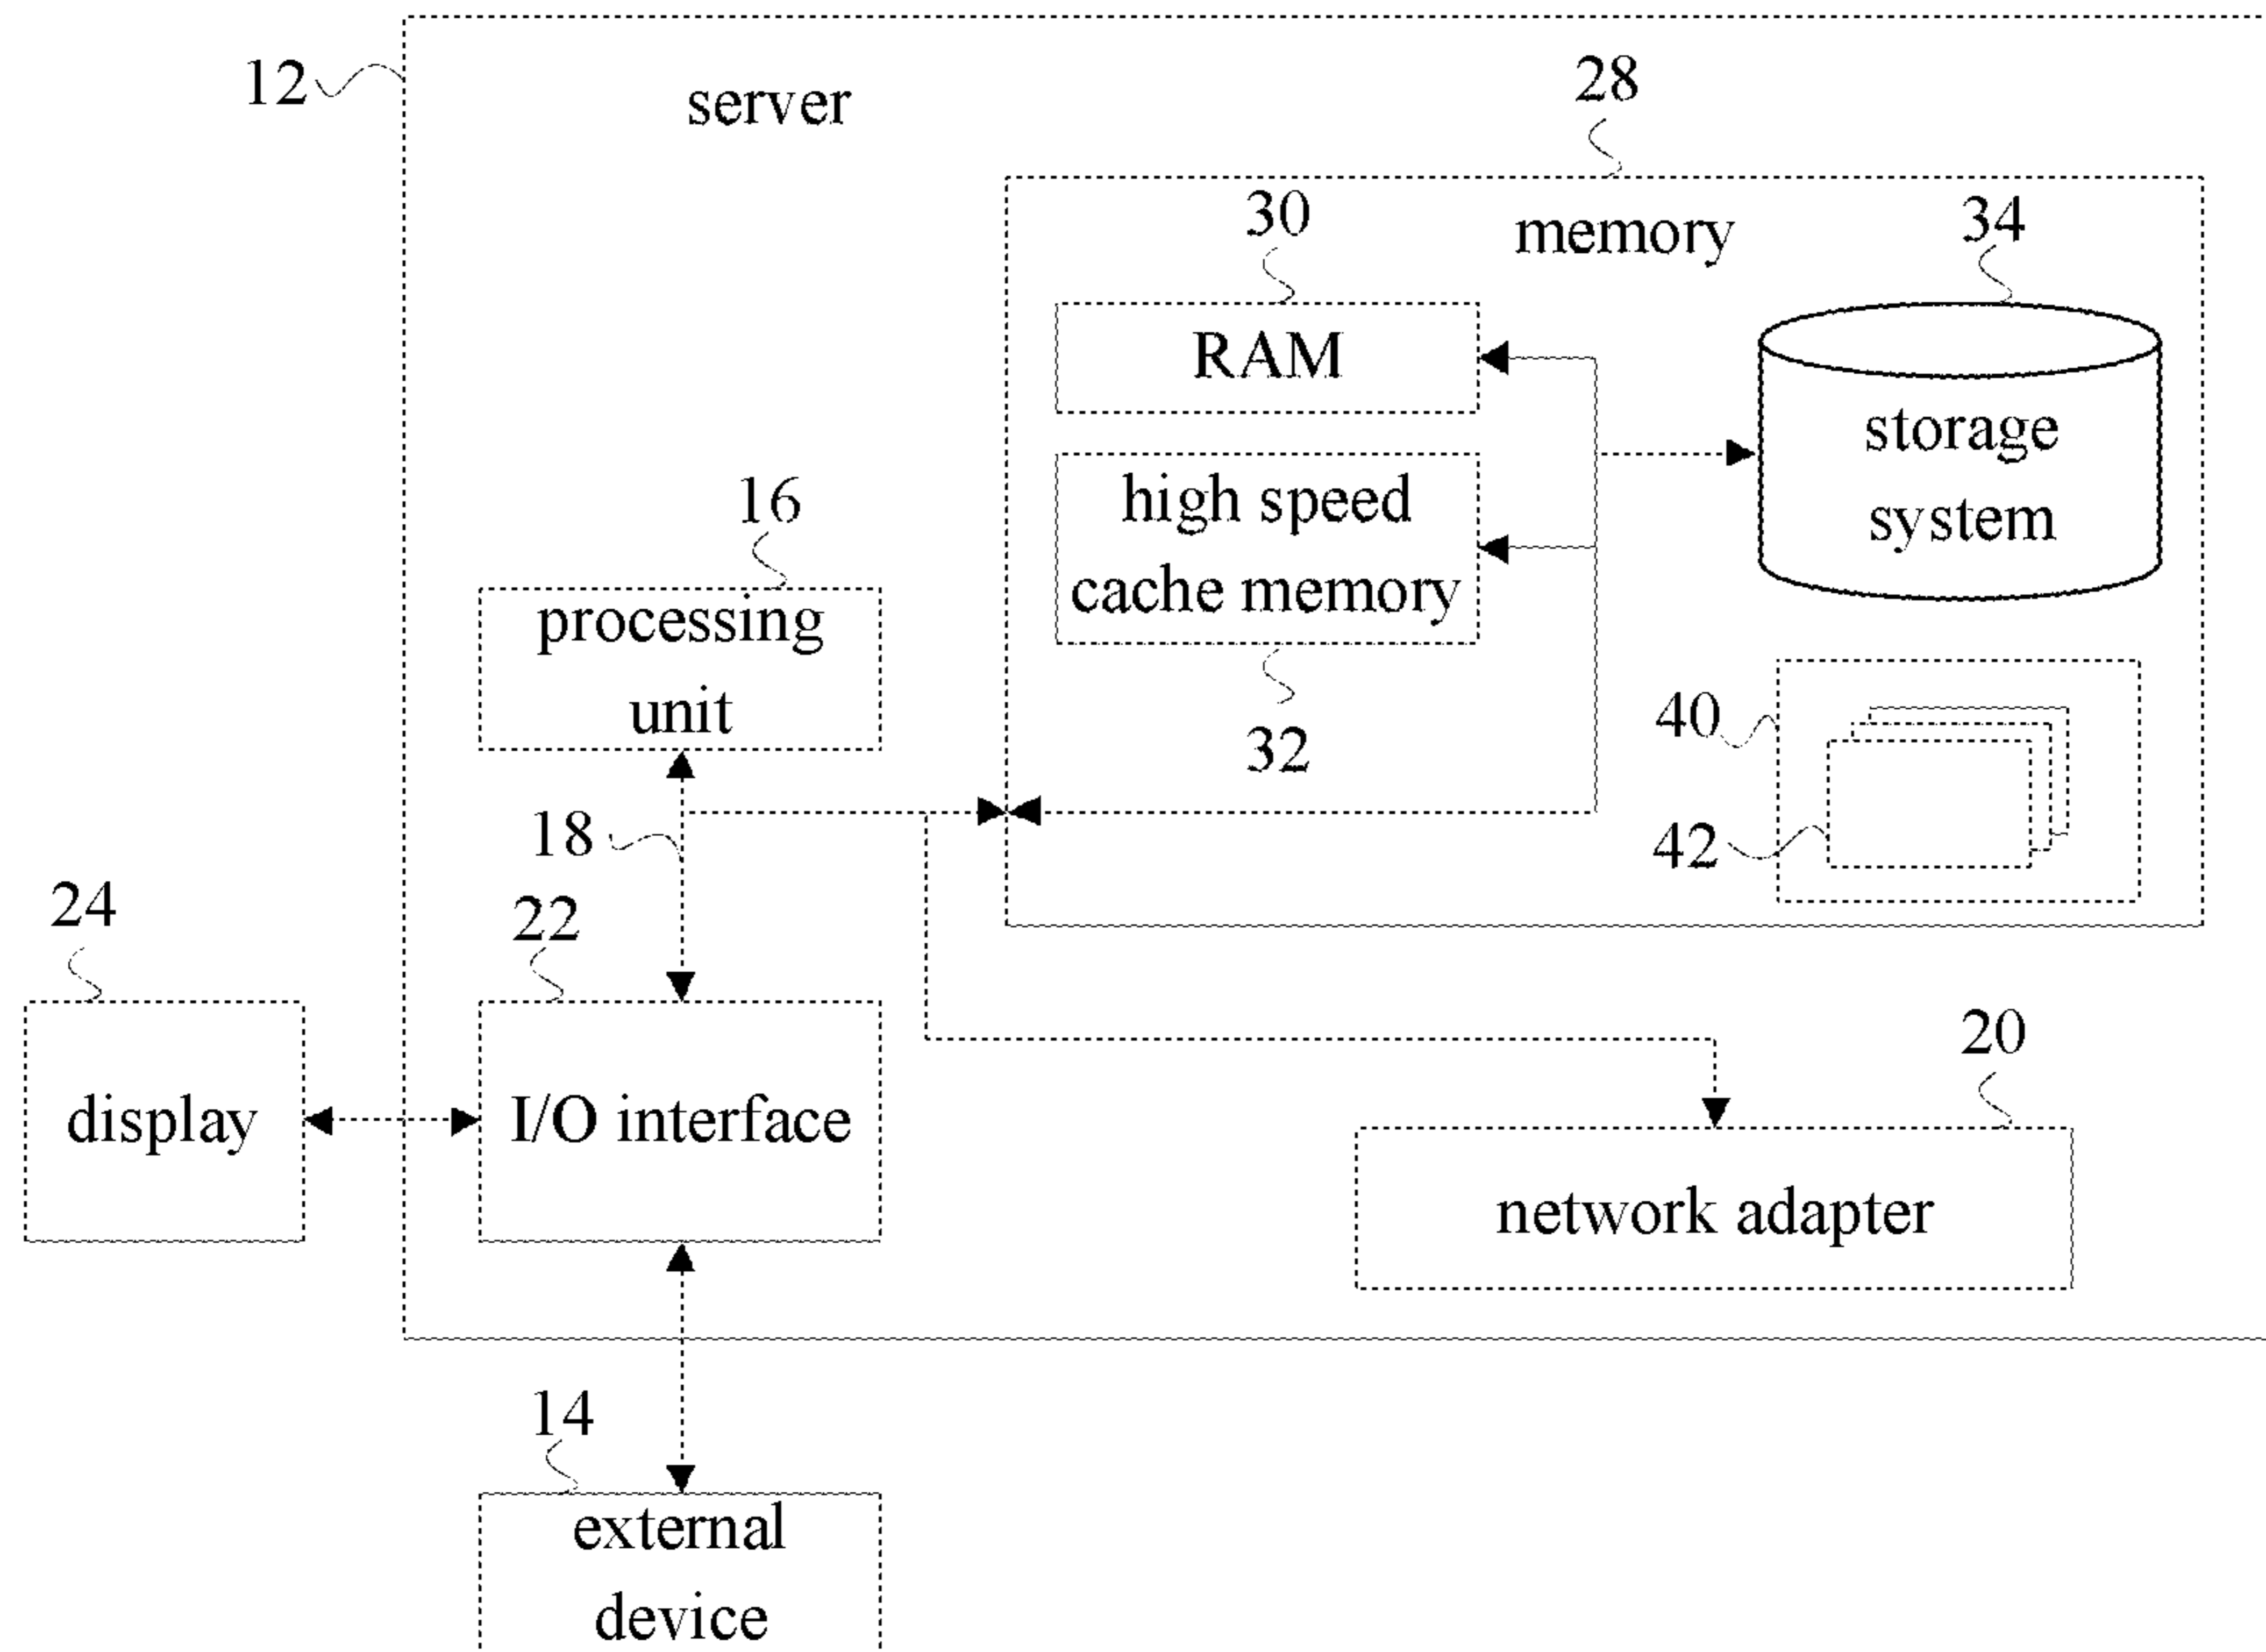 12
server
28
30
memory
34
RAM
storage
system
high speed
cache memory
16
processing
unit
32
40
18
42
24
22
20
display
I/O interface
network adapter
14
external
device